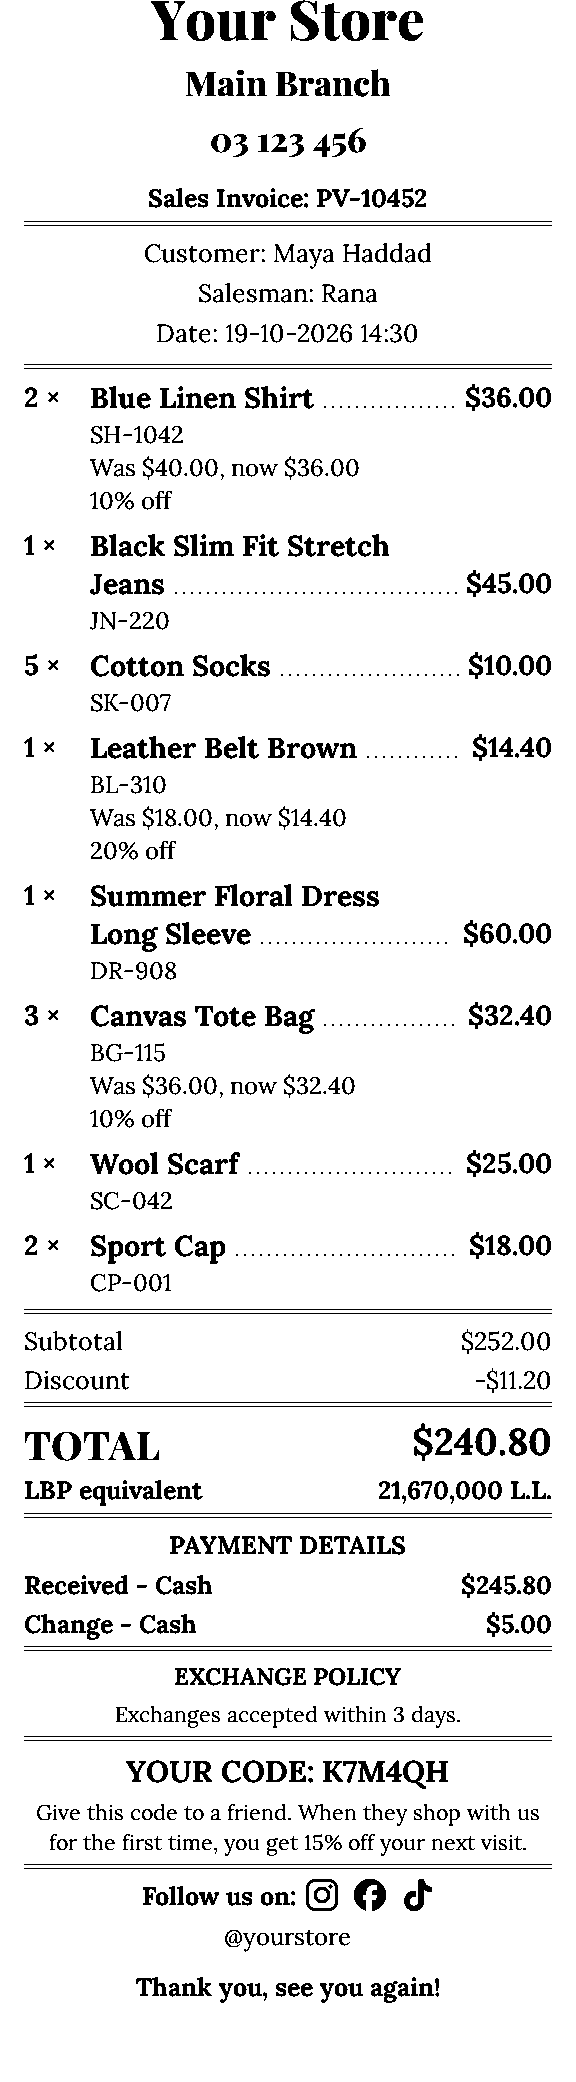 Your Store
Main Branch
03 123 456
Sales Invoice: PV-10452
Customer: Maya Haddad
Salesman: Rana
Date: 19-10-2026 14:30
2 × Blue Linen Shirt ................. $36.00
SH-1042
Was $40.00, now $36.00
10% off
1 × Black Slim Fit Stretch
Jeans .................................... $45.00
JN-220
5 × Cotton Socks ....................... $10.00
SK-007
1 × Leather Belt Brown ............ $14.40
BL-310
Was $18.00, now $14.40
20% off
1 × Summer Floral Dress
Long Sleeve ........................ $60.00
DR-908
3 × Canvas Tote Bag ................. $32.40
BG-115
Was $36.00, now $32.40
10% off
1 × Wool Scarf .......................... $25.00
SC-042
2 × Sport Cap ............................ $18.00
CP-001
Subtotal $252.00
Discount -$11.20
TOTAL $240.80
LBP equivalent 21,670,000 L.L.
PAYMENT DETAILS
Received - Cash $245.80
Change - Cash $5.00
EXCHANGE POLICY
Exchanges accepted within 3 days.
YOUR CODE: K7M4QH
Give this code to a friend. When they shop with us
for the first time, you get 15% off your next visit.
Follow us on:
@yourstore
Thank you, see you again!